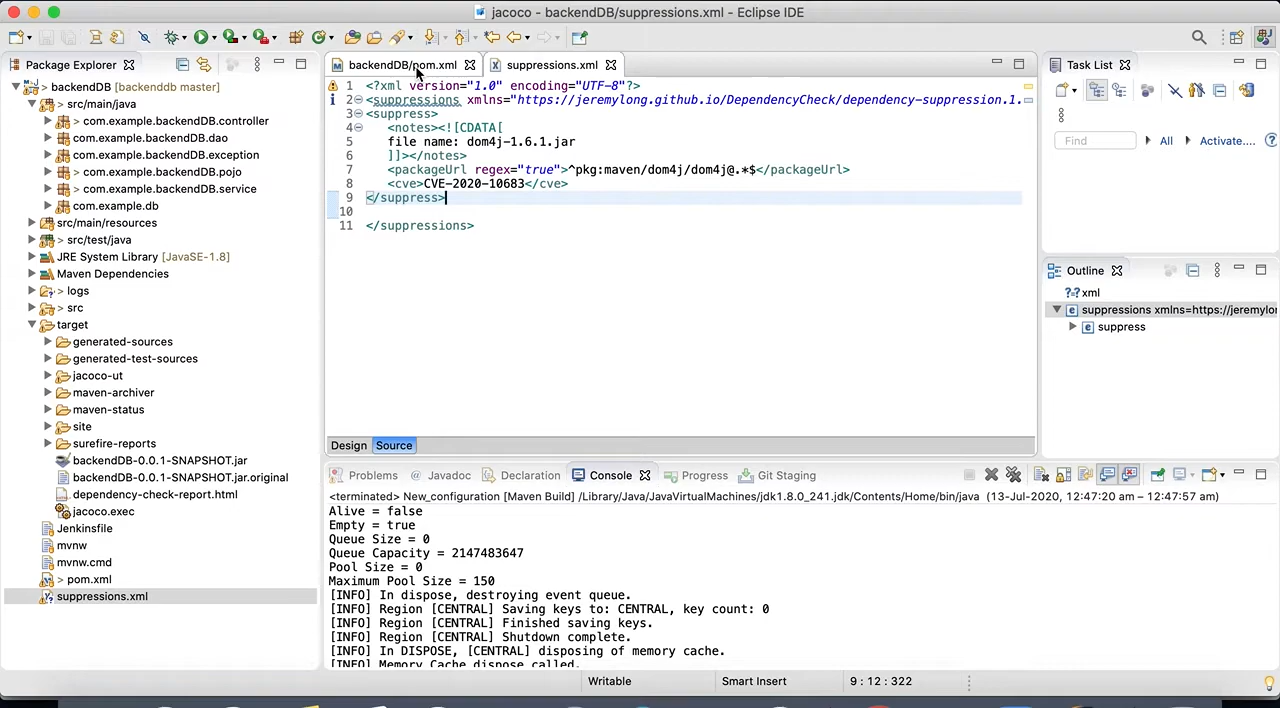 jacoco - backendDB/suppressions.xml - Eclipse IDE
Package Explorer
> backendDB [backenddb master]
src/main/java
> com.example.backendDB.controller
com.example.backendDB.dao
com.example.backendDB.exception
> com.example.backendDB.pojo
> com.example.backendDB.service
com.example.db
src/main/resources
> src/test/java
JRE System Library [JavaSE-1.8]
Maven Dependencies
> logs
> src
target
generated-sources
generated-test-sources
jacoco-ut
maven-archiver
maven-status
site
surefire-reports
backendDB-0.0.1-SNAPSHOT.jar
backendDB-0.0.1-SNAPSHOT.jar.original
dependency-check-report.html
jacoco.exec
Jenkinsfile
mvnw
mvnw.cmd
> pom.xml
suppressions.xml
backendDB/pom.xml
suppressions.xml
1 <?xml version="1.0" encoding="UTF-8"?>
2 <suppressions xmlns="https://jeremylong.github.io/DependencyCheck/dependency-suppression.1.
3 <suppress>
4 <notes><![CDATA[
5 file name: dom4j-1.6.1.jar
6 ]]></notes>
7 <packageUrl regex="true">^pkg:maven/dom4j/dom4j@.*$</packageUrl>
8 <cve>CVE-2020-10683</cve>
9 </suppress>
10
11 </suppressions>
Design Source
Problems @ Javadoc Declaration Console Progress Git Staging
<terminated> New_configuration [Maven Build] /Library/Java/JavaVirtualMachines/jdk1.8.0_241.jdk/Contents/Home/bin/java (13-Jul-2020, 12:47:20 am – 12:47:57 am)
Alive = false
Empty = true
Queue Size = 0
Queue Capacity = 2147483647
Pool Size = 0
Maximum Pool Size = 150
[INFO] In dispose, destroying event queue.
[INFO] Region [CENTRAL] Saving keys to: CENTRAL, key count: 0
[INFO] Region [CENTRAL] Finished saving keys.
[INFO] Region [CENTRAL] Shutdown complete.
[INFO] In DISPOSE, [CENTRAL] disposing of memory cache.
[INFO] Memory Cache dispose called.
Task List
Find All Activate....
Outline
xml
suppressions xmlns=https://jeremylon
suppress
Writable Smart Insert 9 : 12 : 322